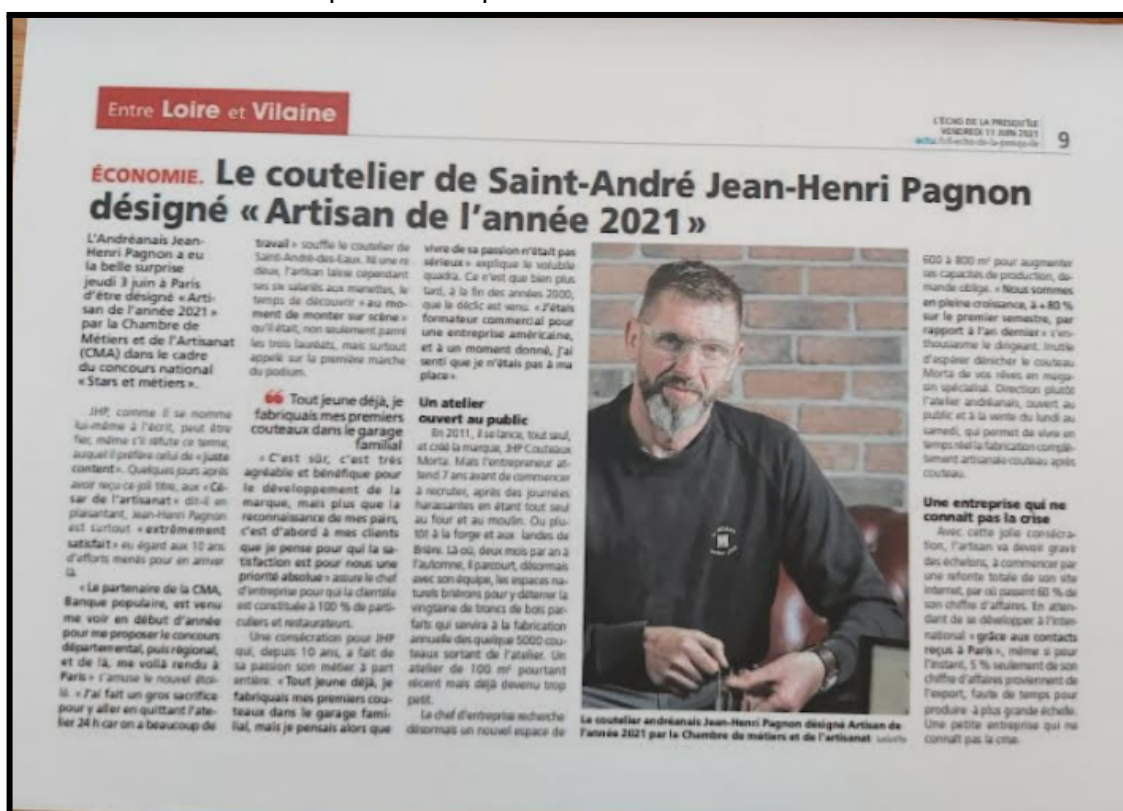 Entre Loire et Vilaine
L'ÉCHO DE LA PRESQU'ÎLE
VENDREDI 11 JUIN 2021
9
ÉCONOMIE. Le coutelier de Saint-André Jean-Henri Pagnon
désigné « Artisan de l'année 2021 »
L'Andréanais Jean-
Henri Pagnon a eu
la belle surprise
jeudi 3 juin à Paris
d'être désigné « Arti-
san de l'année 2021 »
par la Chambre de
Métiers et de l'Artisanat
(CMA) dans le cadre
du concours national
« Stars et métiers ».
JHP, comme il se nomme
lui-même à l'écrit, peut être
fier, même s'il réfute ce terme,
auquel il préfère celui de « juste
content ». Quelques jours après
avoir reçu ce joli titre, aux « Cé-
sar de l'artisanat » dit-il en
plaisantant, Jean-Henri Pagnon
est surtout « extrêmement
satisfait » eu égard aux 10 ans
d'efforts menés pour en arriver
là.
« Le partenaire de la CMA,
Banque populaire, est venu
me voir en début d'année
pour me proposer le concours
départemental, puis régional,
et de là, me voilà rendu à
Paris » s'amuse le nouvel étoi-
lé. « J'ai fait un gros sacrifice
pour y aller en quittant l'ate-
lier 24 h car on a beaucoup de
travail » souffle le coutelier de
Saint-André-des-Eaux. Ni une ni
deux, l'artisan laisse cependant
ses six salariés aux manettes, le
temps de découvrir « au mo-
ment de monter sur scène »
qu'il était, non seulement parmi
les trois lauréats, mais surtout
appelé sur la première marche
du podium.
“ Tout jeune déjà, je
fabriquais mes premiers
couteaux dans le garage
familial
« C'est sûr, c'est très
agréable et bénéfique pour
le développement de la
marque, mais plus que la
reconnaissance de mes pairs,
c'est d'abord à mes clients
que je pense pour qui la sa-
tisfaction est pour nous une
priorité absolue » assure le chef
d'entreprise pour qui la clientèle
est constituée à 100 % de parti-
culiers et restaurateurs.
Une consécration pour JHP
qui, depuis 10 ans, a fait de
sa passion son métier à part
entière. « Tout jeune déjà, je
fabriquais mes premiers cou-
teaux dans le garage fami-
lial, mais je pensais alors que
vivre de sa passion n'était pas
sérieux » explique le voluble
quadra. Ce n'est que bien plus
tard, à la fin des années 2000,
que le déclic est venu. « J'étais
formateur commercial pour
une entreprise américaine,
et à un moment donné, j'ai
senti que je n'étais pas à ma
place ».
Un atelier
ouvert au public
En 2011, il se lance, tout seul,
et créé la marque, JHP Couteaux
Morta. Mais l'entrepreneur at-
tend 7 ans avant de commencer
à recruter, après des journées
harassantes en étant tout seul
au four et au moulin. Ou plu-
tôt à la forge et aux landes de
Brière. Là où, deux mois par an à
l'automne, il parcourt, désormais
avec son équipe, les espaces na-
turels briérons pour y déterrer la
vingtaine de troncs de bois par-
faits qui servira à la fabrication
annuelle des quelque 5000 cou-
teaux sortant de l'atelier. Un
atelier de 100 m² pourtant
récent mais déjà devenu trop
petit.
Le chef d'entreprise recherche
désormais un nouvel espace de
Le coutelier andréanais Jean-Henri Pagnon désigné Artisan de
l'année 2021 par la Chambre de métiers et de l'artisanat
600 à 800 m² pour augmenter
ses capacités de production, de-
mande oblige. « Nous sommes
en pleine croissance, à + 80 %
sur le premier semestre, par
rapport à l'an dernier » s'en-
thousiasme le dirigeant. Inutile
d'espérer dénicher le couteau
Morta de vos rêves en maga-
sin spécialisé. Direction plutôt
l'atelier andréanais, ouvert au
public et à la vente du lundi au
samedi, qui permet de vivre en
temps réel la fabrication complè-
tement artisanale couteau après
couteau.
Une entreprise qui ne
connaît pas la crise
Avec cette jolie consécra-
tion, l'artisan va devoir gravir
des échelons, à commencer par
une refonte totale de son site
internet, par où passent 60 % de
son chiffre d'affaires. En atten-
dant de se développer à l'inter-
national « grâce aux contacts
reçus à Paris », même si pour
l'instant, 5 % seulement de son
chiffre d'affaires proviennent de
l'export, faute de temps pour
produire à plus grande échelle.
Une petite entreprise qui ne
connaît pas la crise.